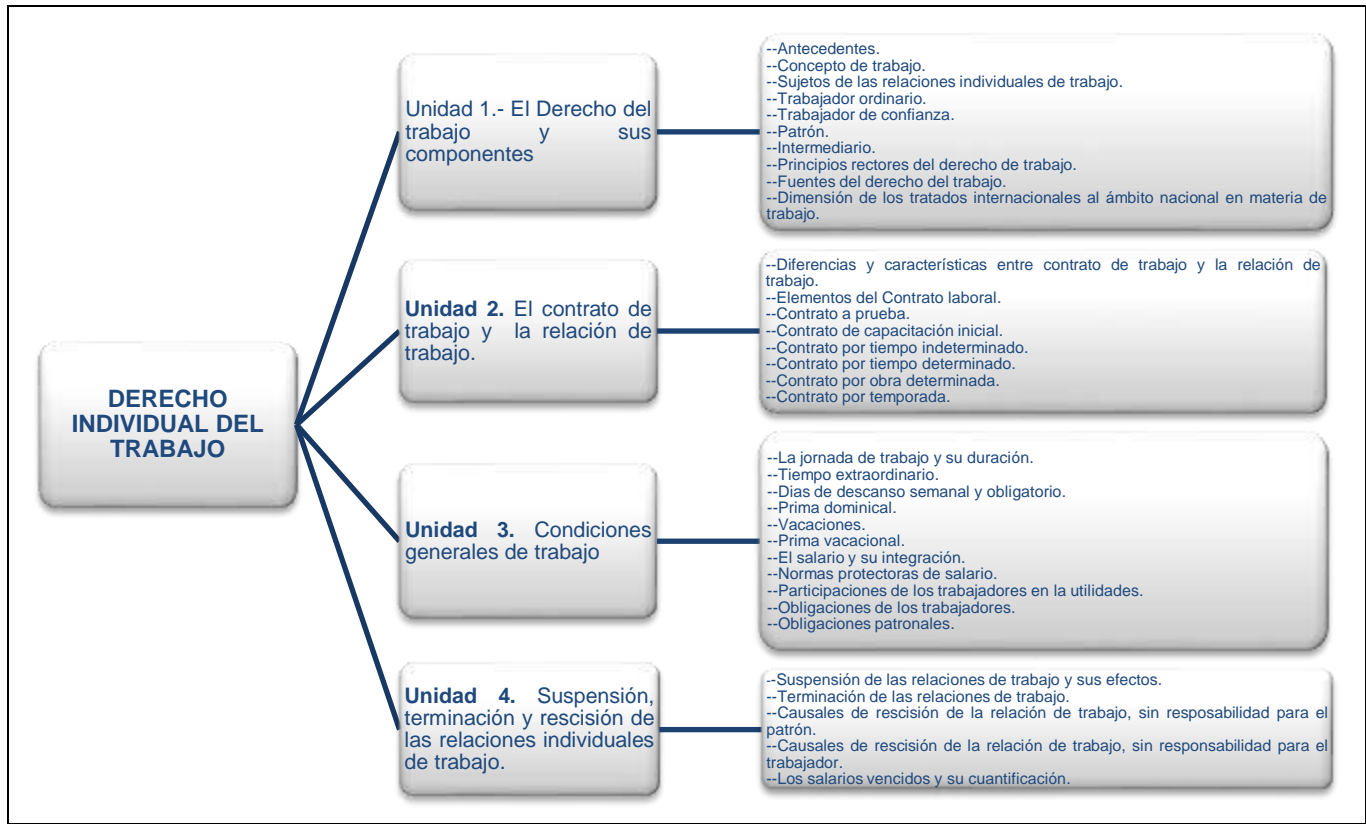 DERECHO
INDIVIDUAL DEL
TRABAJO
Unidad 1.- El Derecho del
trabajo y sus
componentes
--Antecedentes.
--Concepto de trabajo.
--Sujetos de las relaciones individuales de trabajo.
--Trabajador ordinario.
--Trabajador de confianza.
--Patrón.
--Intermediario.
--Principios rectores del derecho de trabajo.
--Fuentes del derecho del trabajo.
--Dimensión de los tratados internacionales al ámbito nacional en materia de
trabajo.
Unidad 2. El contrato de
trabajo y la relación de
trabajo.
--Diferencias y características entre contrato de trabajo y la relación de
trabajo.
--Elementos del Contrato laboral.
--Contrato a prueba.
--Contrato de capacitación inicial.
--Contrato por tiempo indeterminado.
--Contrato por tiempo determinado.
--Contrato por obra determinada.
--Contrato por temporada.
Unidad 3. Condiciones
generales de trabajo
--La jornada de trabajo y su duración.
--Tiempo extraordinario.
--Dias de descanso semanal y obligatorio.
--Prima dominical.
--Vacaciones.
--Prima vacacional.
--El salario y su integración.
--Normas protectoras de salario.
--Participaciones de los trabajadores en la utilidades.
--Obligaciones de los trabajadores.
--Obligaciones patronales.
Unidad 4. Suspensión,
terminación y rescisión de
las relaciones individuales
de trabajo.
--Suspensión de las relaciones de trabajo y sus efectos.
--Terminación de las relaciones de trabajo.
--Causales de rescisión de la relación de trabajo, sin resposabilidad para el
patrón.
--Causales de rescisión de la relación de trabajo, sin responsabilidad para el
trabajador.
--Los salarios vencidos y su cuantificación.